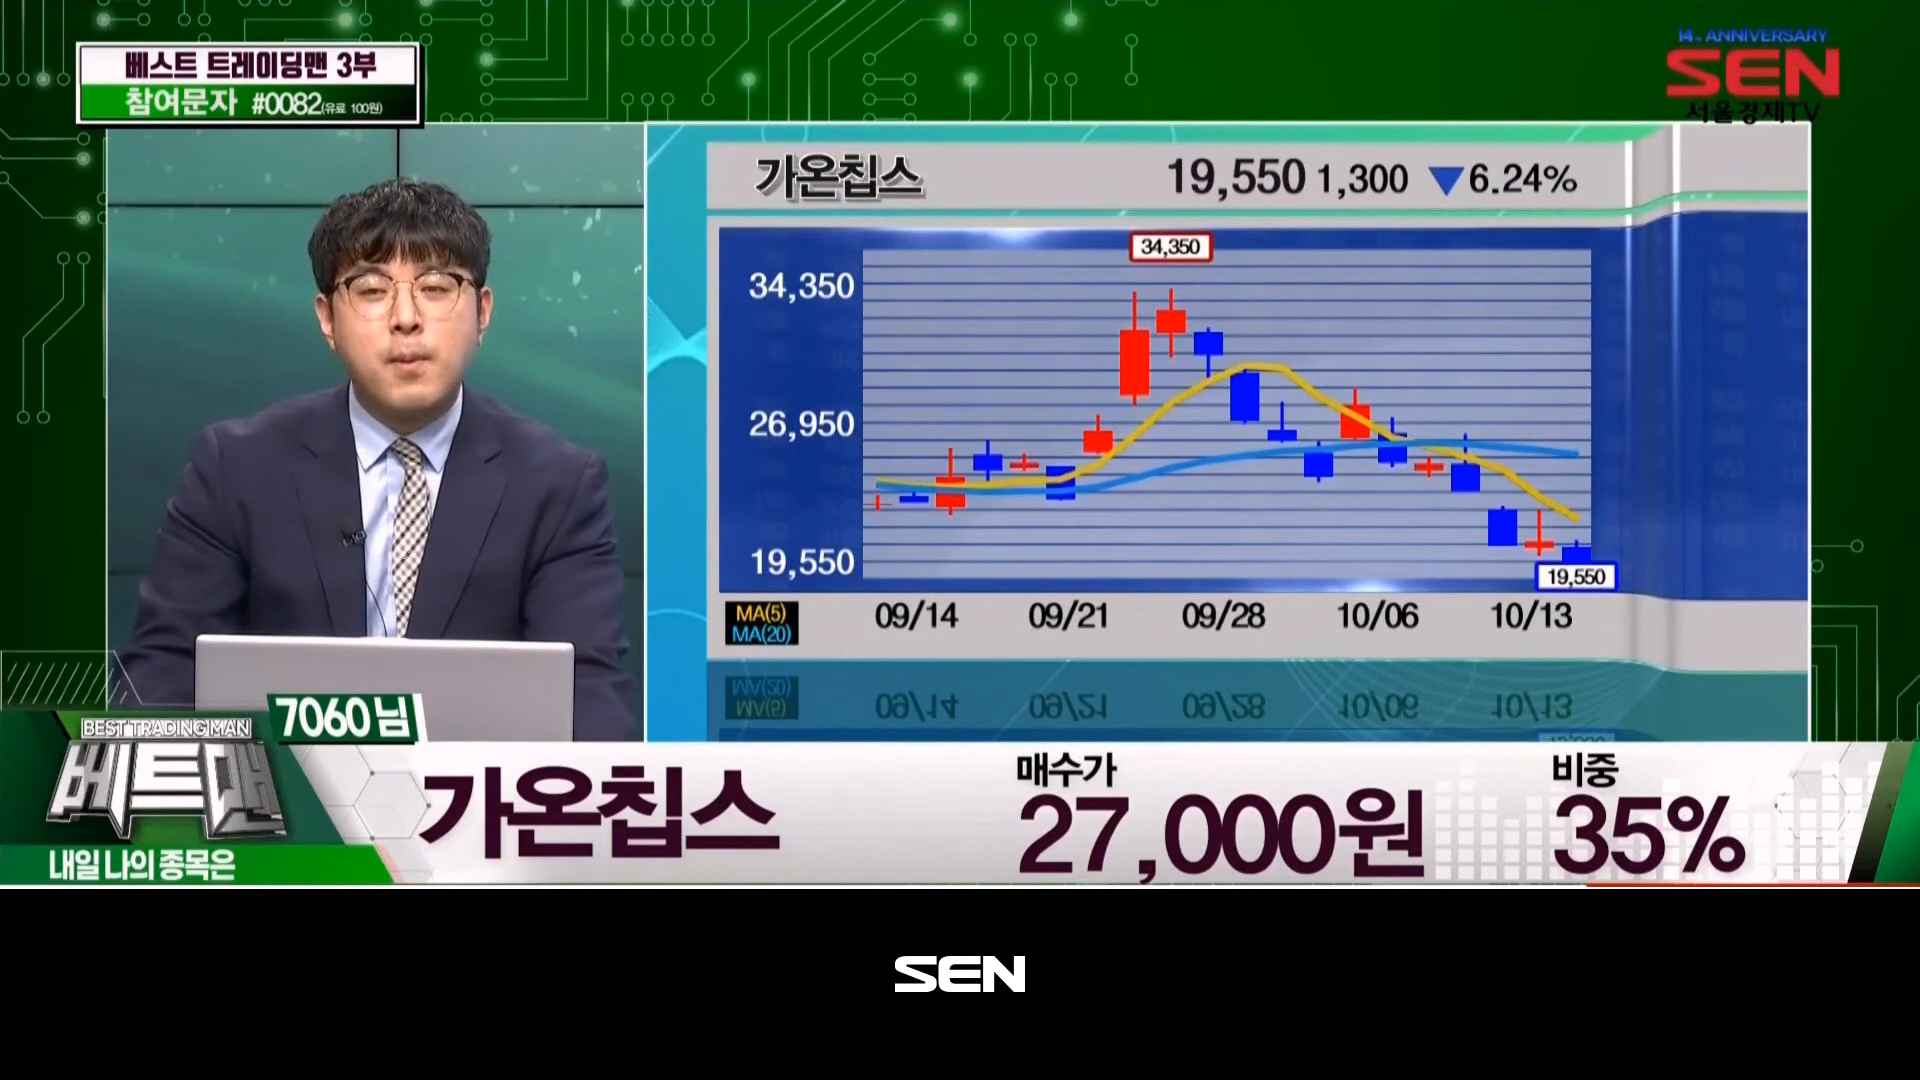 베스트 트레이딩맨 3부
참여문자 #0082(유료 100원)
14th ANNIVERSARY
SEN
서울경제TV
가온칩스 19,550 1,300 ▼6.24%
34,350
34,350
26,950
19,550
19,550
MA(5)
MA(20)
09/14 09/21 09/28 10/06 10/13
7060님
BEST TRADING MAN
베트맨
내일 나의 종목은
가온칩스
매수가
27,000원
비중
35%
SEN